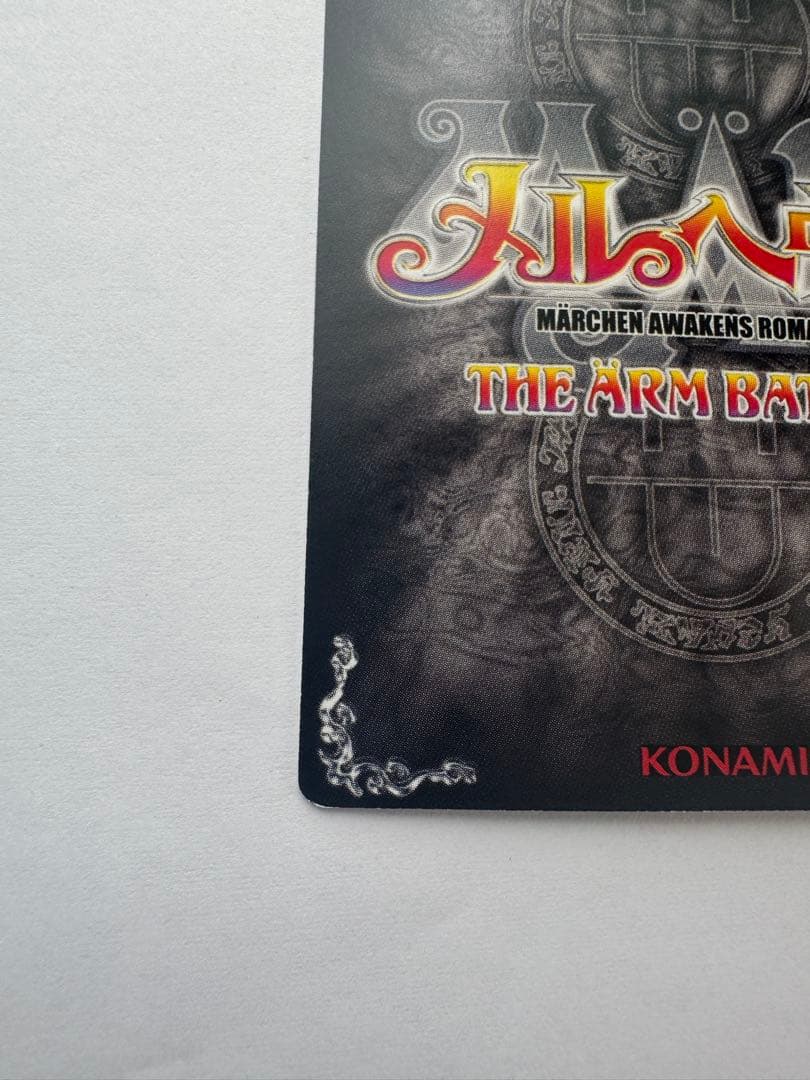 メルヘ
MÄRCHEN AWAKENS ROMA
THE ÄRM BAT
KONAMI